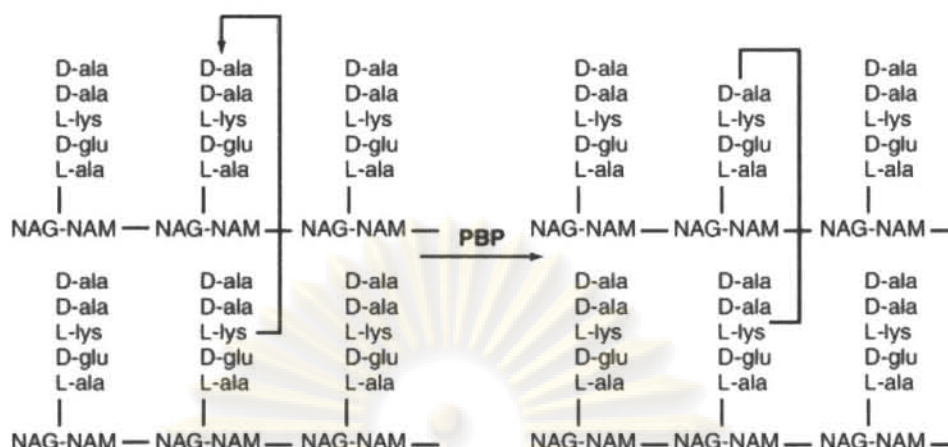 D-ala D-ala D-ala D-ala D-ala
D-ala D-ala D-ala D-ala D-ala D-ala
L-lys L-lys L-lys L-lys L-lys L-lys
D-glu D-glu D-glu D-glu D-glu D-glu
L-ala L-ala L-ala L-ala L-ala L-ala
NAG-NAM — NAG-NAM — NAG-NAM — NAG-NAM — NAG-NAM — NAG-NAM —
PBP
D-ala D-ala D-ala D-ala D-ala D-ala
D-ala D-ala D-ala D-ala D-ala D-ala
L-lys L-lys L-lys L-lys L-lys L-lys
D-glu D-glu D-glu D-glu D-glu D-glu
L-ala L-ala L-ala L-ala L-ala L-ala
NAG-NAM — NAG-NAM — NAG-NAM — NAG-NAM — NAG-NAM — NAG-NAM —